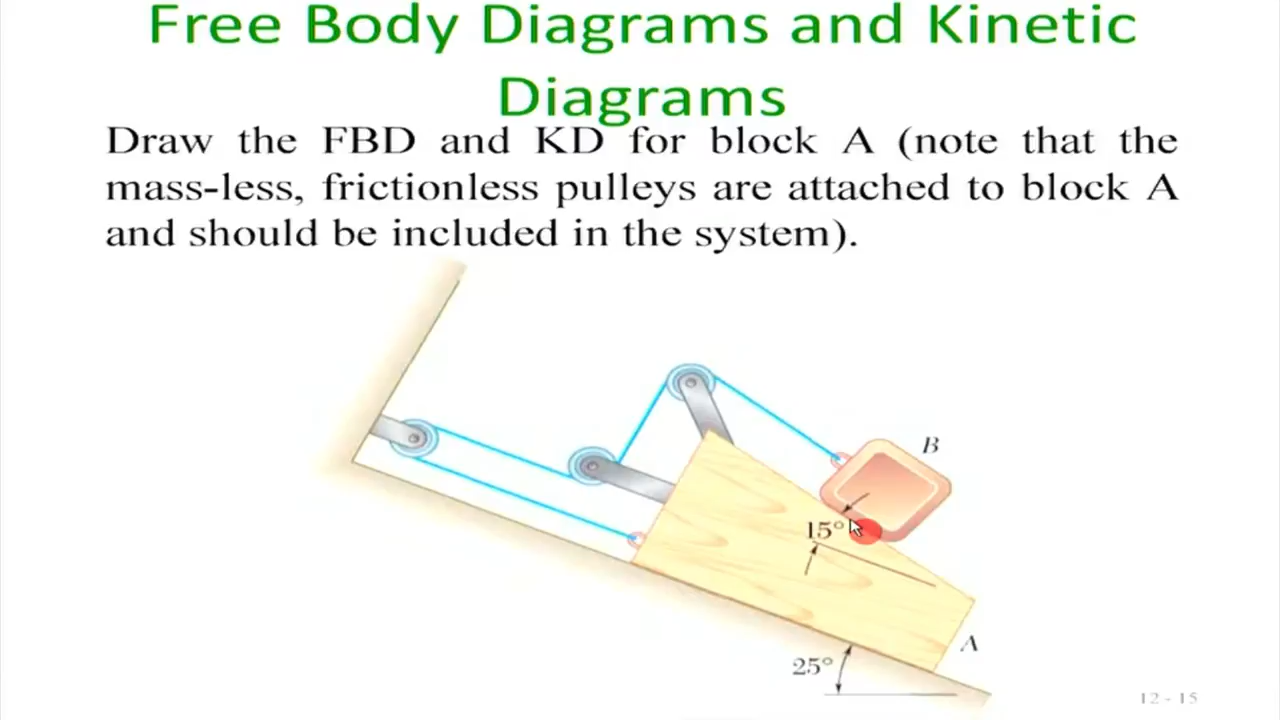 Free Body Diagrams and Kinetic
Diagrams
Draw the FBD and KD for block A (note that the
mass-less, frictionless pulleys are attached to block A
and should be included in the system).
B
15°
A
25°
12 - 15